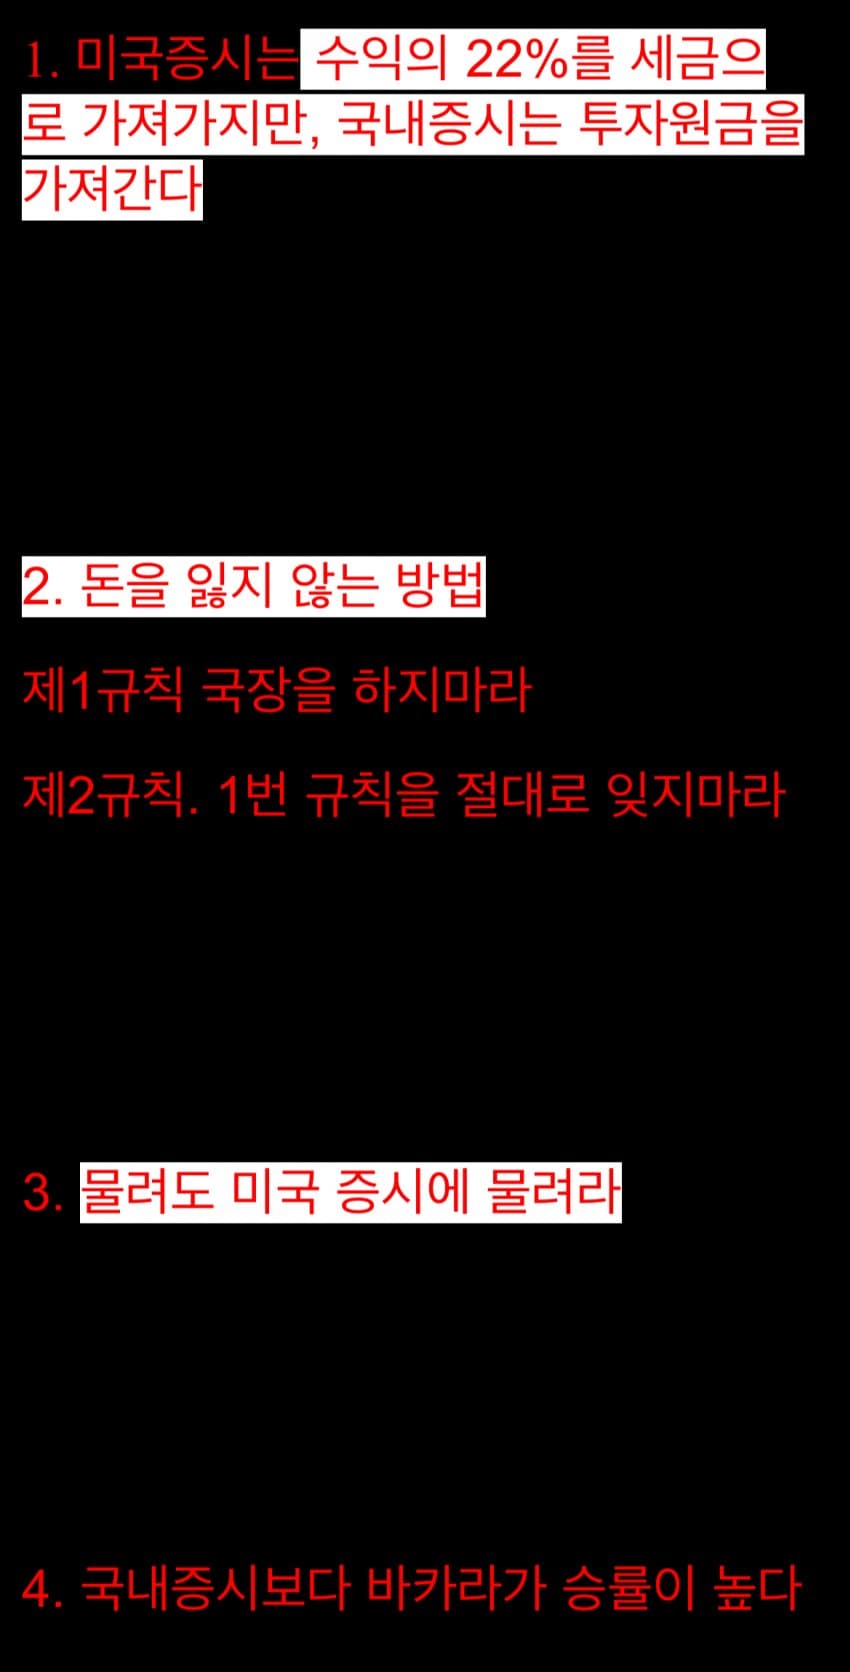 1. 미국증시는 수익의 22%를 세금으
로 가져가지만, 국내증시는 투자원금을
가져간다
2. 돈을 잃지 않는 방법
제1규칙 국장을 하지마라
제2규칙. 1번 규칙을 절대로 잊지마라
3. 물려도 미국 증시에 물려라
4. 국내증시보다 바카라가 승률이 높다